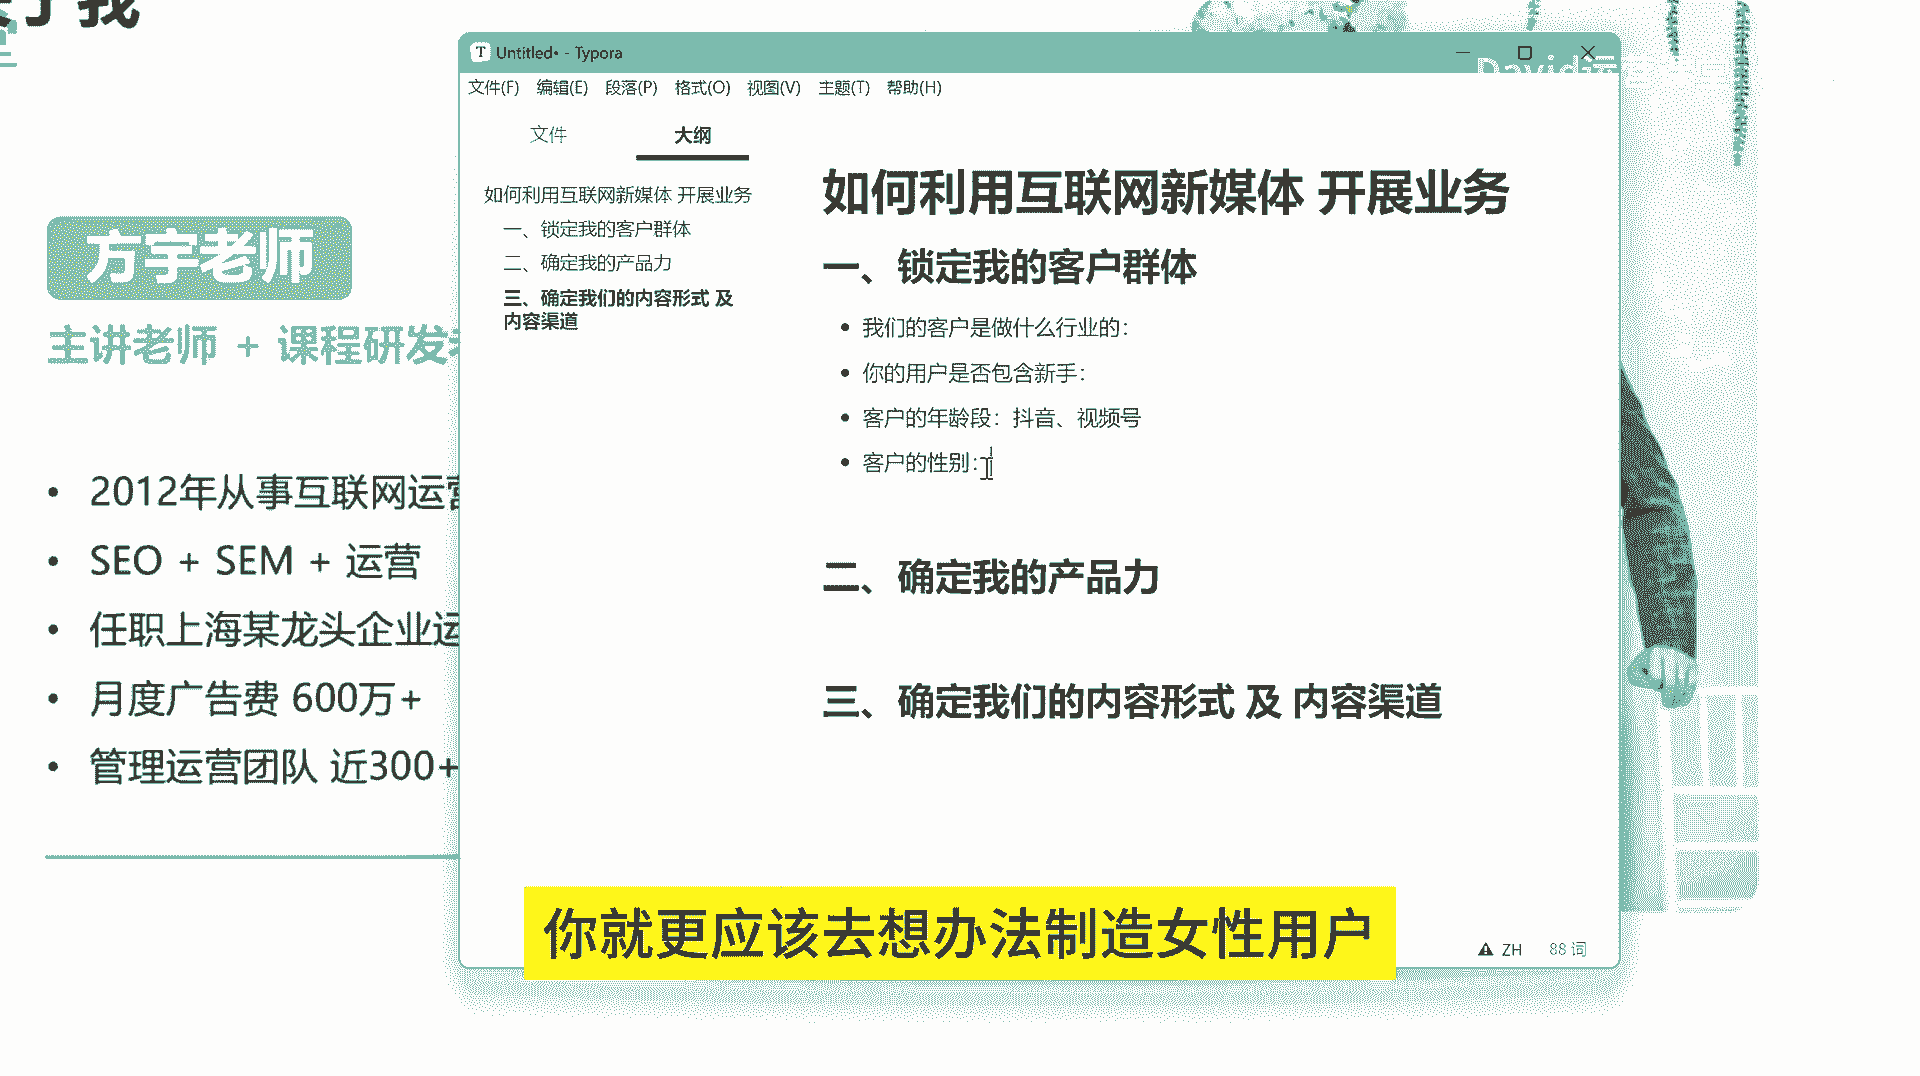 我
Untitled• - Typora
David运
文件(F) 编辑(E) 段落(P) 格式(O) 视图(V) 主题(T) 帮助(H)
文件 大纲
如何利用互联网新媒体 开展业务
一、锁定我的客户群体
二、确定我的产品力
三、确定我们的内容形式 及
内容渠道
如何利用互联网新媒体 开展业务
一、锁定我的客户群体
我们的客户是做什么行业的：
你的用户是否包含新手：
客户的年龄段：抖音、视频号
客户的性别：
二、确定我的产品力
三、确定我们的内容形式 及 内容渠道
ZH 88 词
方宇老师
主讲老师 + 课程研发
• 2012年从事互联网运营
• SEO + SEM + 运营
• 任职上海某龙头企业运
• 月度广告费 600万+
• 管理运营团队 近300+
你就更应该去想办法制造女性用户